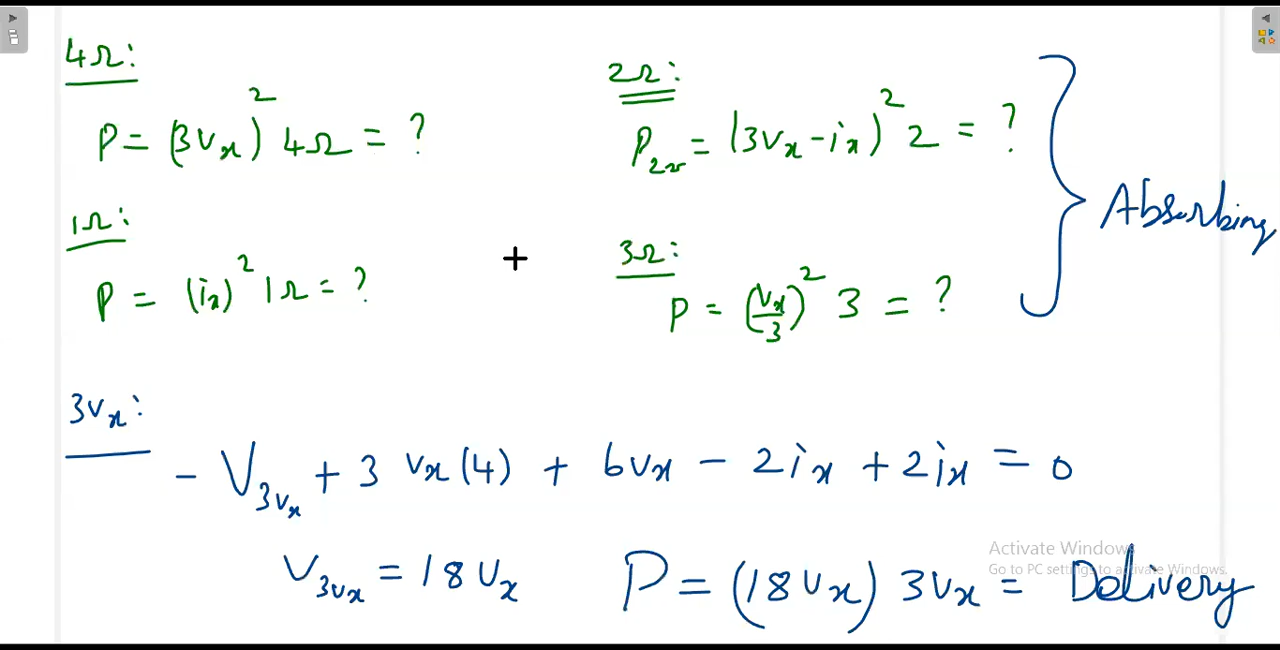 4Ω:
P = (3vₓ)² 4Ω = ?
1Ω:
P = (iₓ)² 1Ω = ?
2Ω:
P₂Ω = (3vₓ - iₓ)² 2 = ?
3Ω:
P = (vₓ/3)² 3 = ?
Absorbing
3vₓ:
- V₃ᵥₓ + 3 vₓ(4) + 6vₓ - 2iₓ + 2iₓ = 0
V₃ᵥₓ = 18 vₓ
P = (18 vₓ) 3vₓ = Delivery
Activate Windows
Go to PC settings to activate Windows.